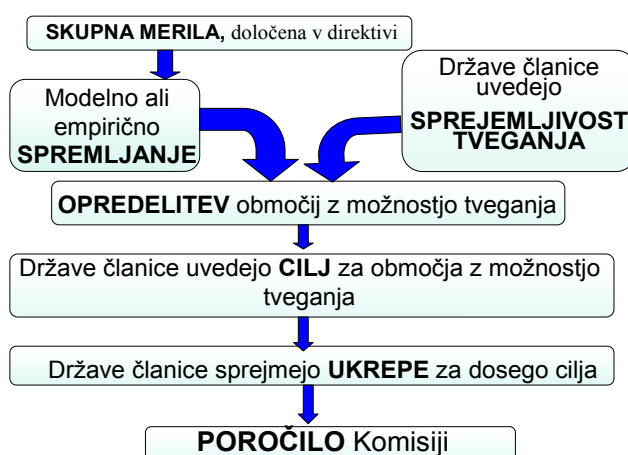 SKUPNA MERILA, določena v direktivi
Države članice
uvedejo
SPREJEMLJIVOST
TVEGANJA
Modelno ali
empirično
SPREMLJANJE
OPREDELITEV območij z možnostjo tveganja
Države članice uvedejo CILJ za območja z možnostjo
tveganja
Države članice sprejmejo UKREPE za dosego cilja
POROČILO Komisiji